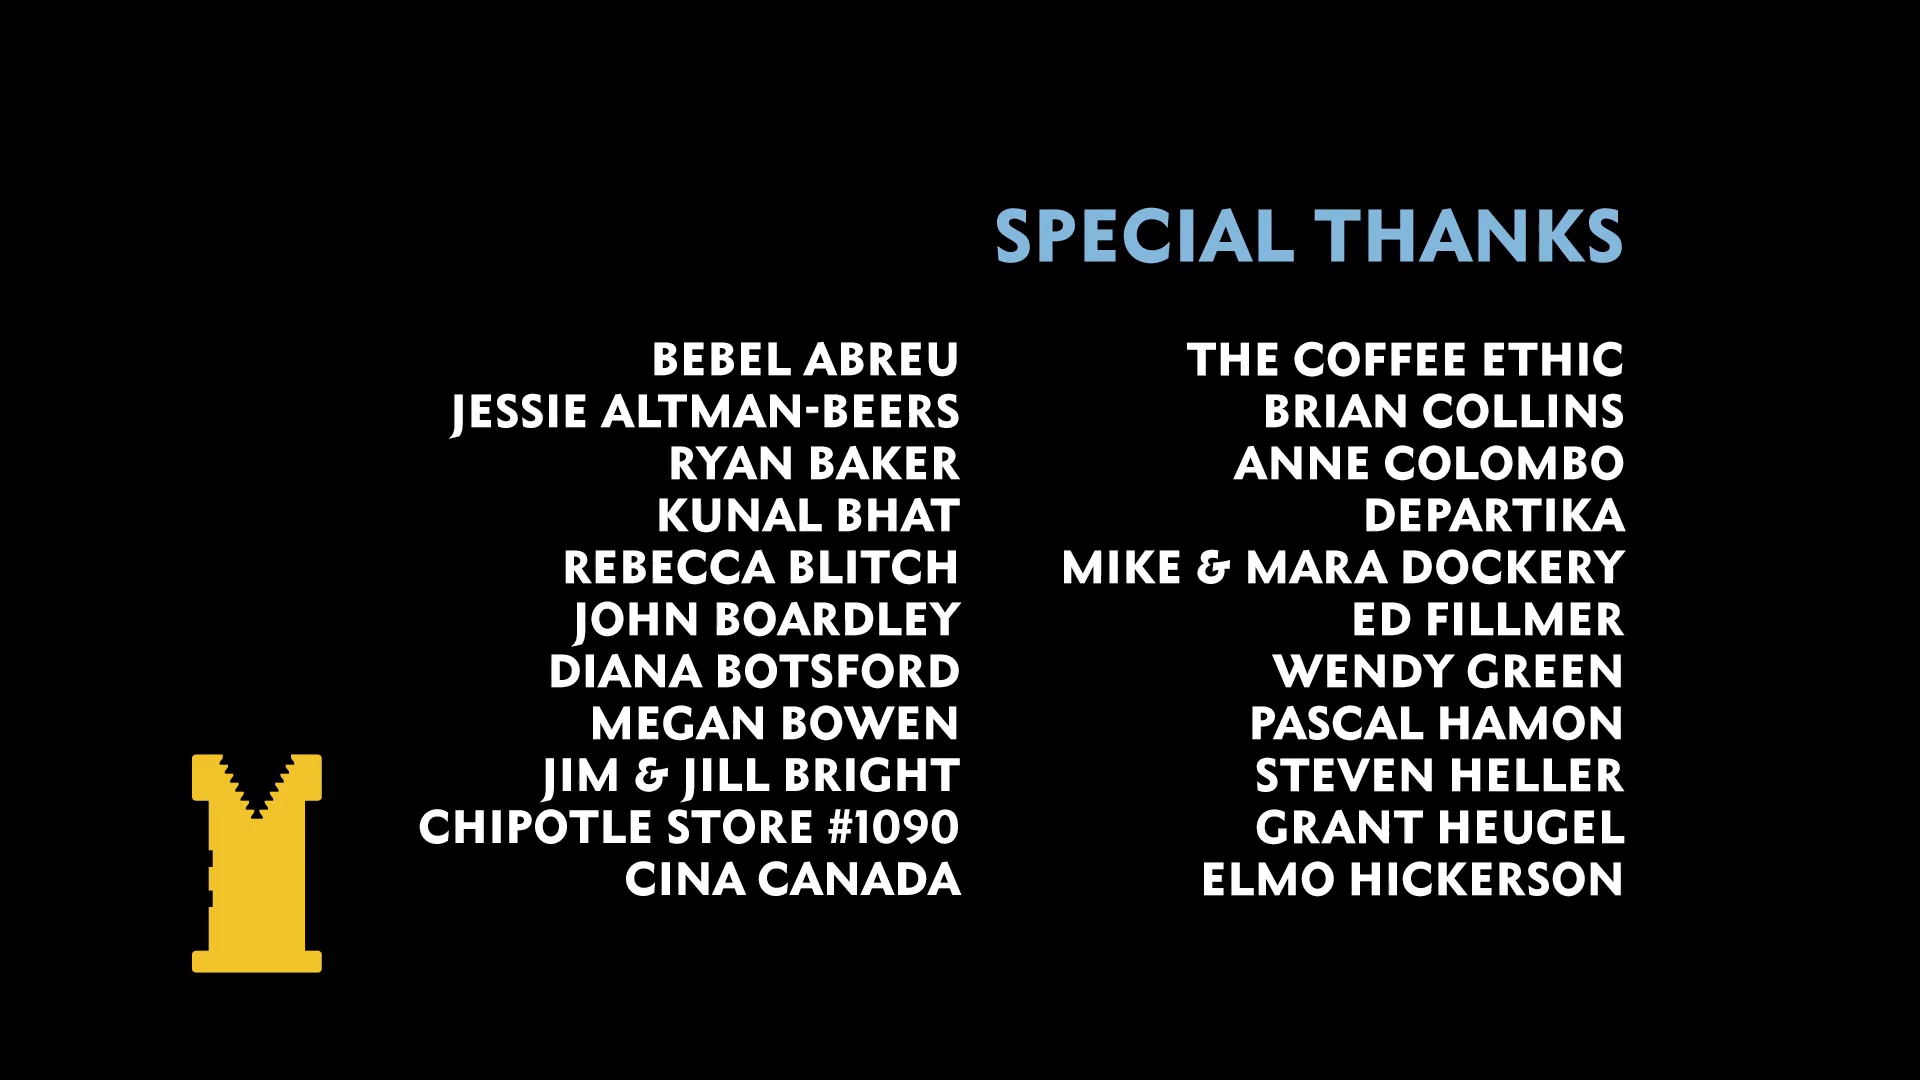 SPECIAL THANKS
BEBEL ABREU
JESSIE ALTMAN-BEERS
RYAN BAKER
KUNAL BHAT
REBECCA BLITCH
JOHN BOARDLEY
DIANA BOTSFORD
MEGAN BOWEN
JIM & JILL BRIGHT
CHIPOTLE STORE #1090
CINA CANADA
THE COFFEE ETHIC
BRIAN COLLINS
ANNE COLOMBO
DEPARTIKA
MIKE & MARA DOCKERY
ED FILLMER
WENDY GREEN
PASCAL HAMON
STEVEN HELLER
GRANT HEUGEL
ELMO HICKERSON